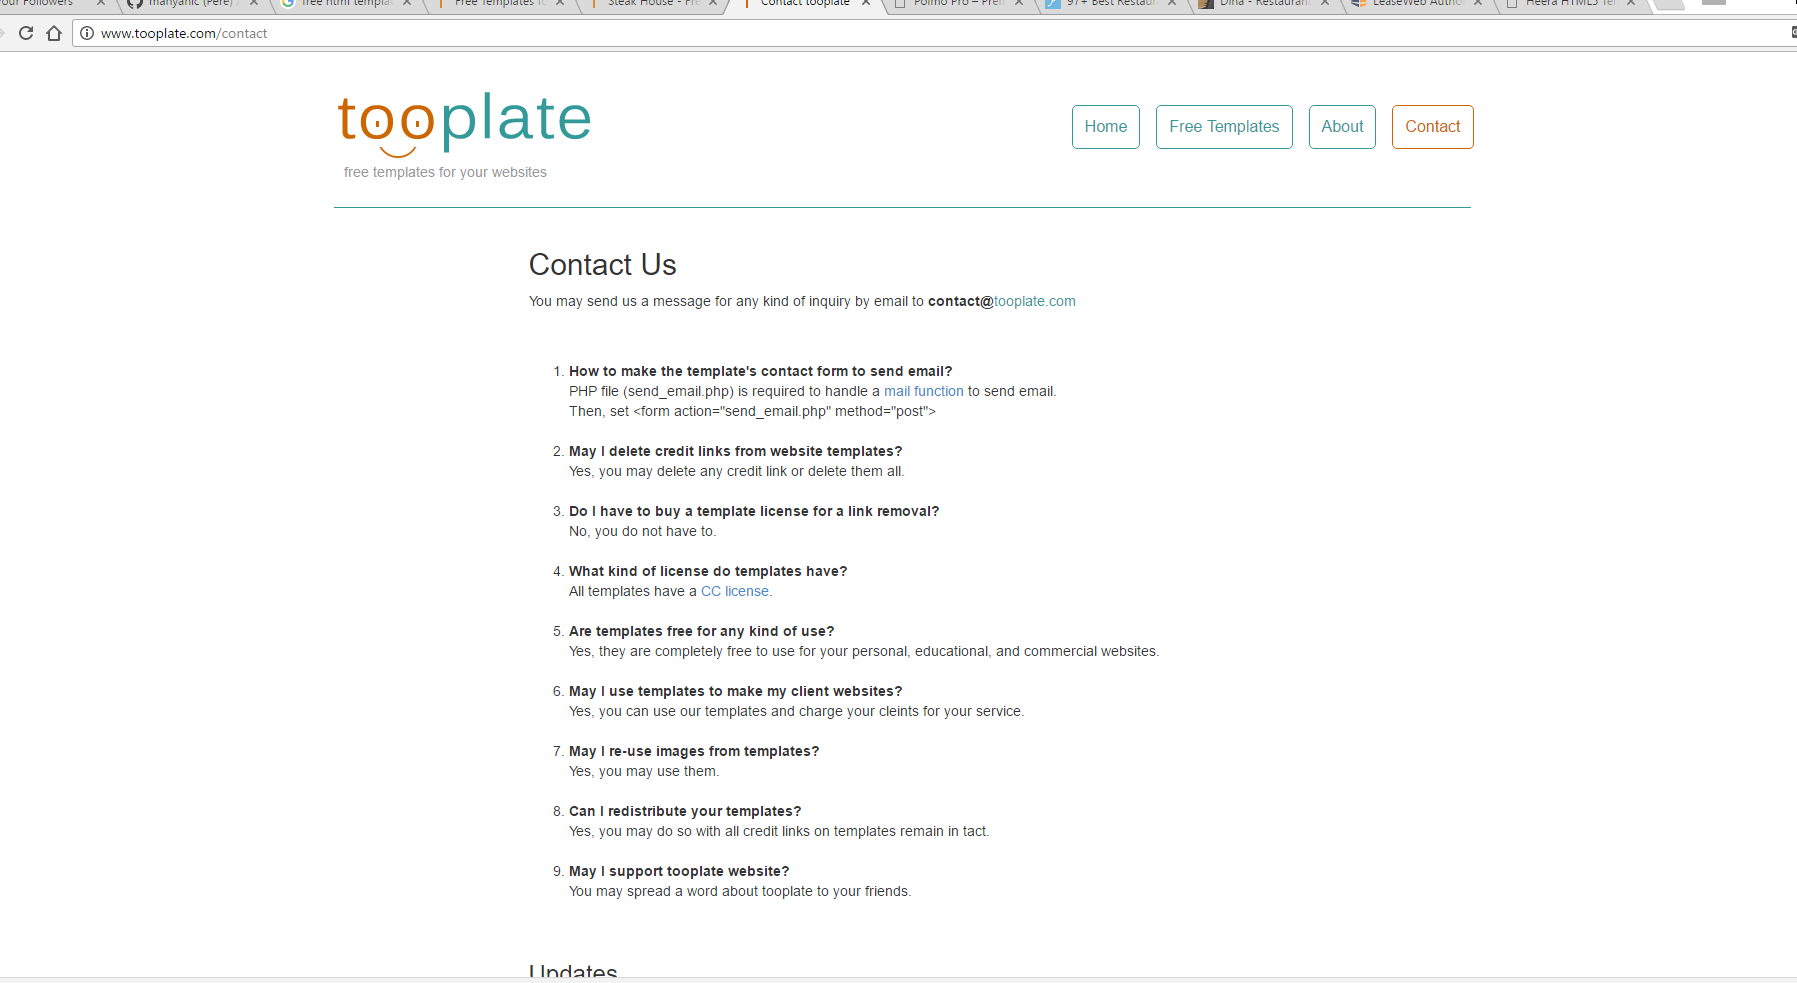 our Followers manyanic (Pere) free html templa Free Templates fo Steak House - Fre Contact tooplate Polmo Pro – Prem 97+ Best Restaura Dina - Restaurant LeaseWeb Autho Heera HTML5 Te
www.tooplate.com/contact
tooplate
free templates for your websites
Home Free Templates About Contact
Contact Us
You may send us a message for any kind of inquiry by email to contact@tooplate.com
1. How to make the template's contact form to send email?
PHP file (send_email.php) is required to handle a mail function to send email.
Then, set <form action="send_email.php" method="post">
2. May I delete credit links from website templates?
Yes, you may delete any credit link or delete them all.
3. Do I have to buy a template license for a link removal?
No, you do not have to.
4. What kind of license do templates have?
All templates have a CC license.
5. Are templates free for any kind of use?
Yes, they are completely free to use for your personal, educational, and commercial websites.
6. May I use templates to make my client websites?
Yes, you can use our templates and charge your cleints for your service.
7. May I re-use images from templates?
Yes, you may use them.
8. Can I redistribute your templates?
Yes, you may do so with all credit links on templates remain in tact.
9. May I support tooplate website?
You may spread a word about tooplate to your friends.
Updates